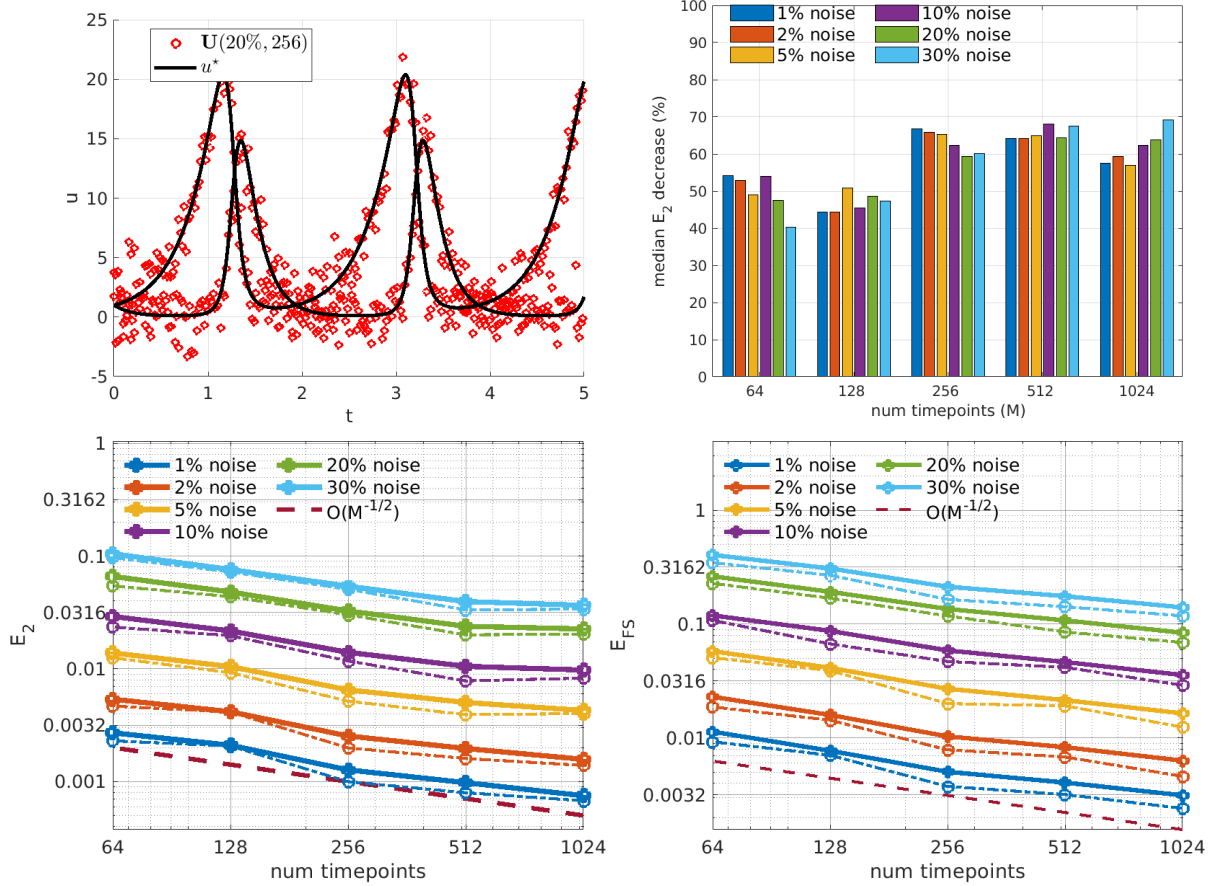 25
20
15
10
5
0
-5
u
U(20%, 256)
u⋆
0 1 2 3 4 5
t
100
90
80
70
60
50
40
30
20
10
0
median E2 decrease (%)
1% noise
2% noise
5% noise
10% noise
20% noise
30% noise
64 128 256 512 1024
num timepoints (M)
1
0.3162
0.1
0.0316
0.01
0.0032
0.001
E2
1% noise
2% noise
5% noise
10% noise
20% noise
30% noise
O(M^-1/2)
64 128 256 512 1024
num timepoints
1
0.3162
0.1
0.0316
0.01
0.0032
EFS
1% noise
2% noise
5% noise
10% noise
20% noise
30% noise
O(M^-1/2)
64 128 256 512 1024
num timepoints